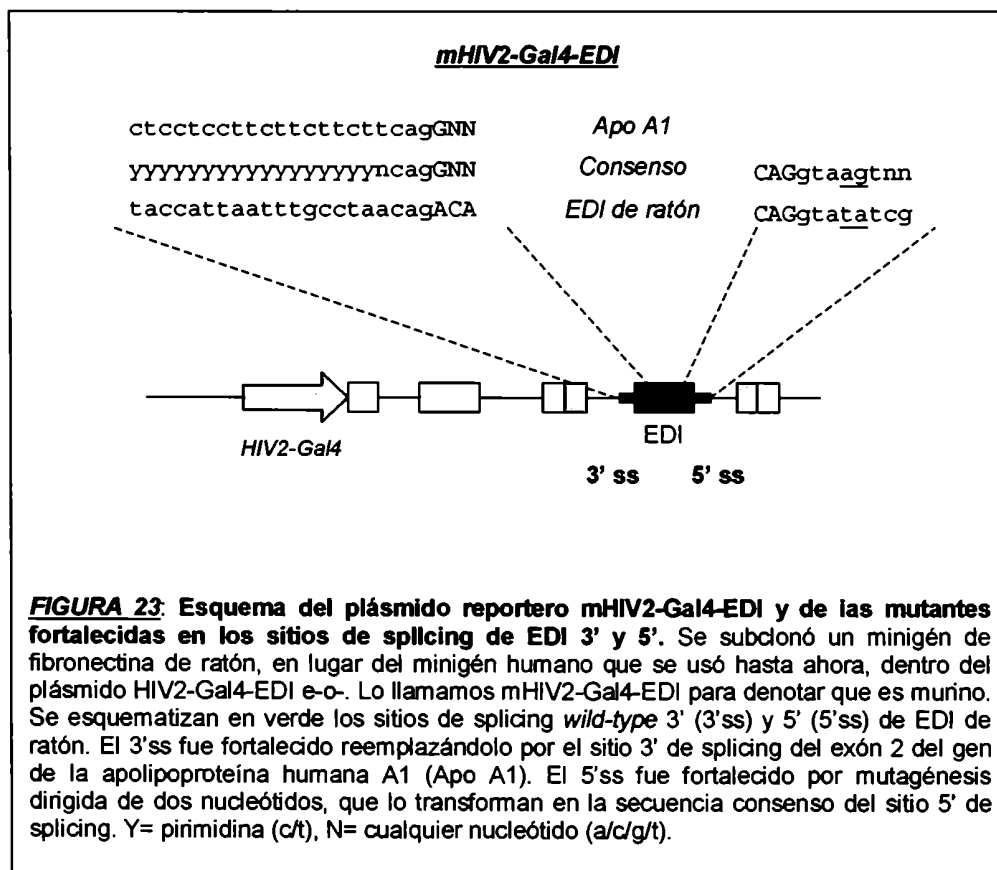 mHIV2-Gal4-EDI
ctcctccttcttcttcttcagGNN Apo A1
yyyyyyyyyyyyyyyyyncagGNN Consenso CAGgtaagtnn
taccattaatttgcctaacagACA EDI de ratón CAGgtatatcg
HIV2-Gal4
EDI
3' ss 5' ss
FIGURA 23: Esquema del plásmido reportero mHIV2-Gal4-EDI y de las mutantes
fortalecidas en los sitios de splicing de EDI 3' y 5'. Se subclonó un minigén de
fibronectina de ratón, en lugar del minigén humano que se usó hasta ahora, dentro del
plásmido HIV2-Gal4-EDI e-o-. Lo llamamos mHIV2-Gal4-EDI para denotar que es murino.
Se esquematizan en verde los sitios de splicing wild-type 3' (3'ss) y 5' (5'ss) de EDI de
ratón. El 3'ss fue fortalecido reemplazándolo por el sitio 3' de splicing del exón 2 del gen
de la apolipoproteína humana A1 (Apo A1). El 5'ss fue fortalecido por mutagénesis
dirigida de dos nucleótidos, que lo transforman en la secuencia consenso del sitio 5' de
splicing. Y= pirimidina (c/t), N= cualquier nucleótido (a/c/g/t).